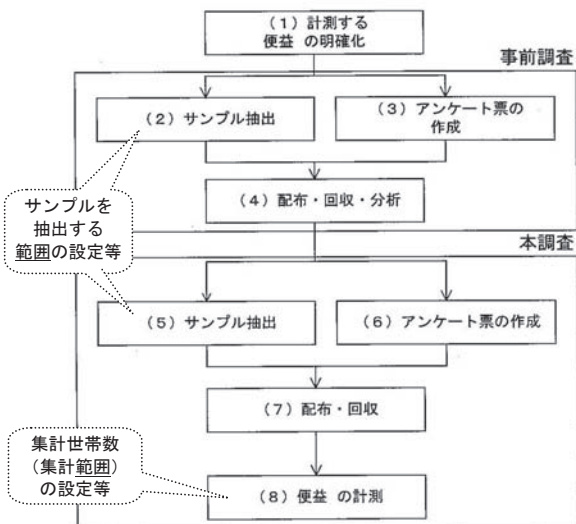 （１）計測する
便益 の明確化
事前調査
（２）サンプル抽出
（３）アンケート票の
作成
（４）配布・回収・分析
サンプルを
抽出する
範囲の設定等
本調査
（５）サンプル抽出
（６）アンケート票の作成
（７）配布・回収
集計世帯数
（集計範囲）
の設定等
（８）便益 の計測